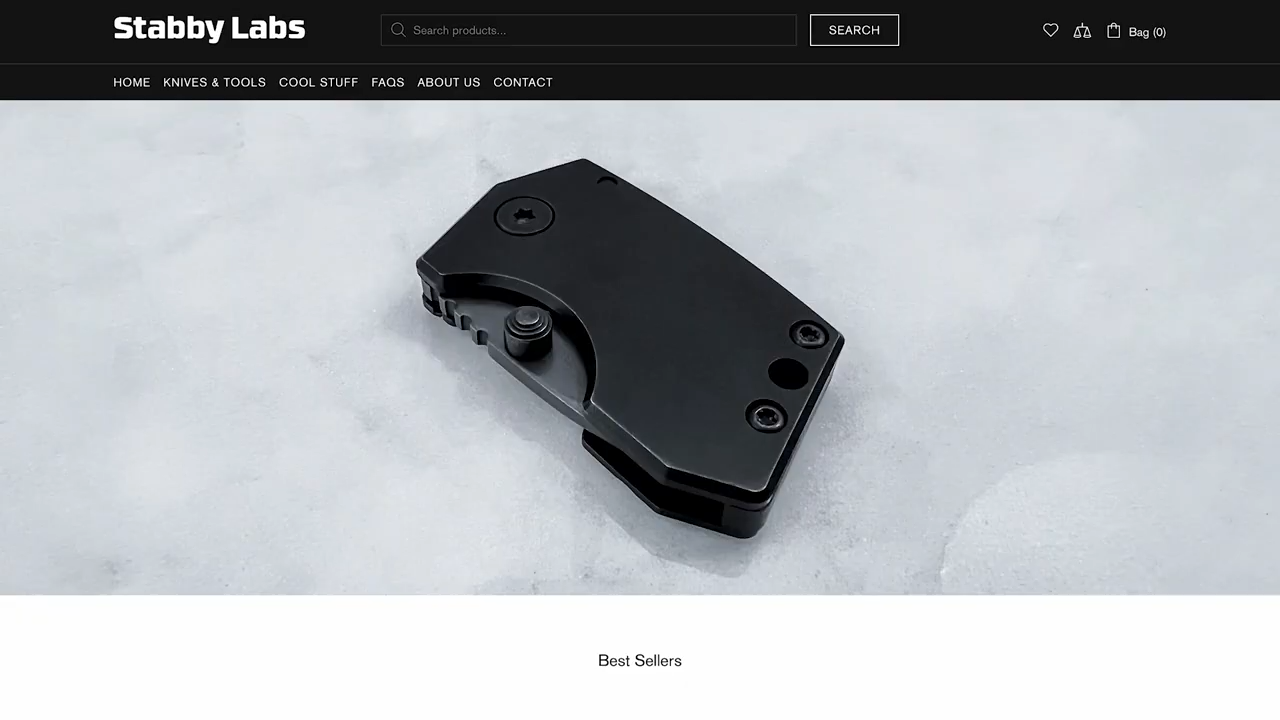 Stabby Labs
Search products...
SEARCH
Bag (0)
HOME KNIVES & TOOLS COOL STUFF FAQS ABOUT US CONTACT
Best Sellers